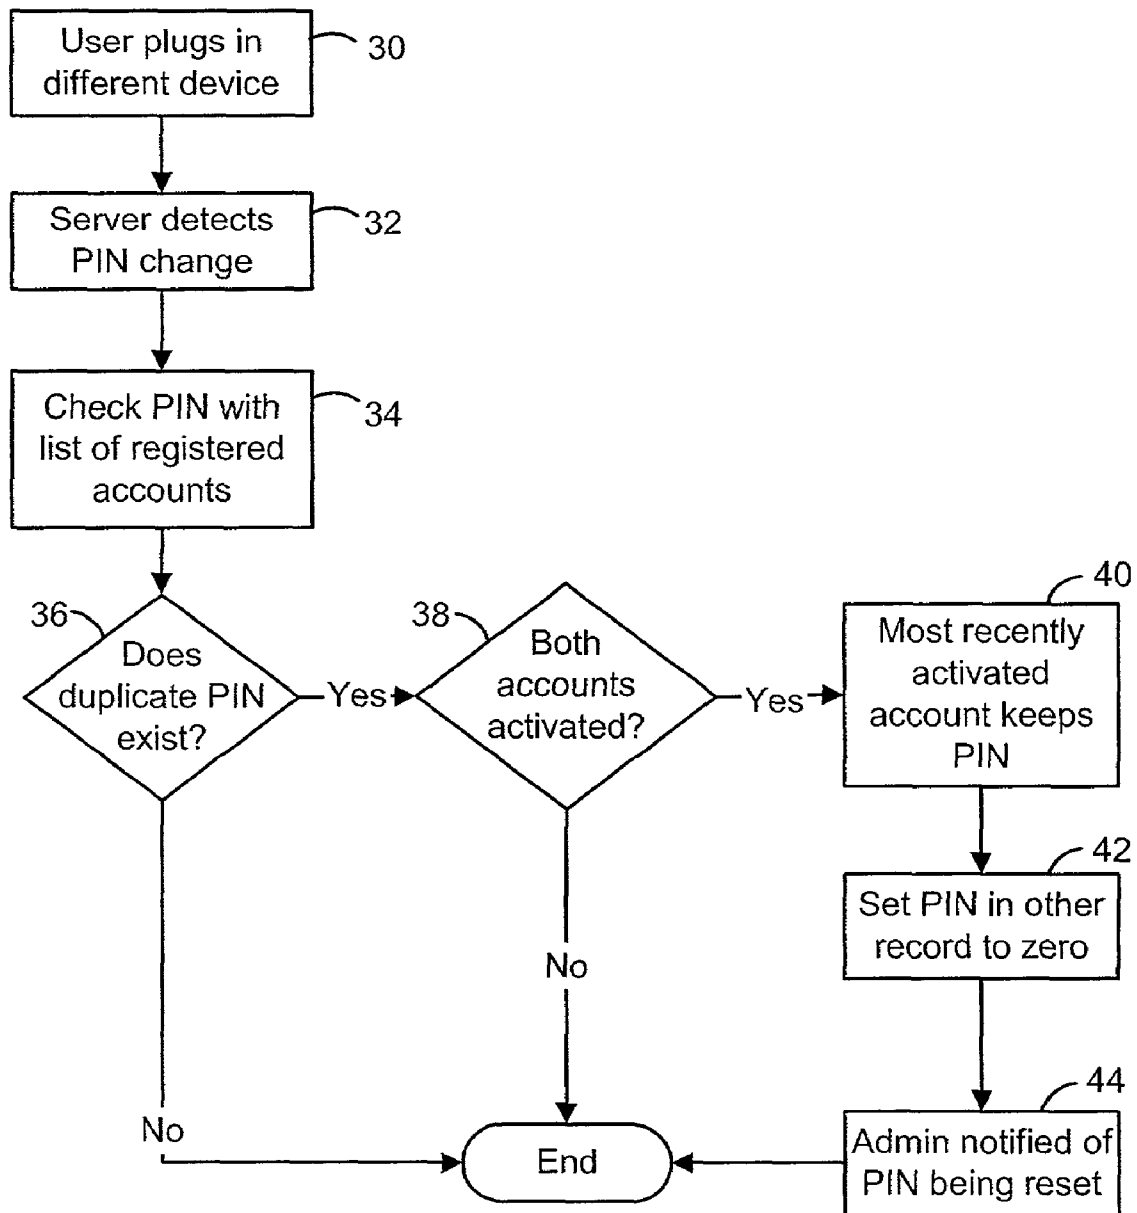 User plugs in
different device
30
Server detects
PIN change
32
Check PIN with
list of registered
accounts
34
36
Does
duplicate PIN
exist?
Yes
No
38
Both
accounts
activated?
Yes
No
40
Most recently
activated
account keeps
PIN
42
Set PIN in other
record to zero
44
Admin notified of
PIN being reset
End